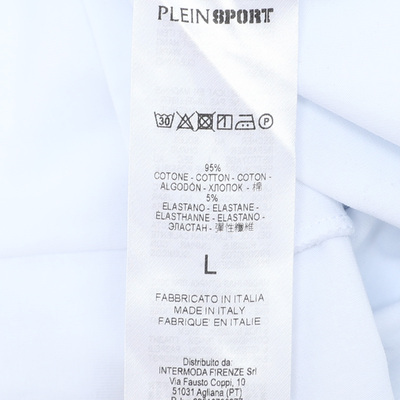 PLEIN SPORT
30 P
95%
COTONE - COTTON - COTON -
ALGODÓN - ХЛОПОК - 棉
5%
ELASTANO - ELASTANE -
ELASTHANNE - ELASTANO -
ЭЛАСТАН - 弹性纖维
L
FABBRICATO IN ITALIA
MADE IN ITALY
FABRIQUÉ EN ITALIE
Distribuito da:
INTERMODA FIRENZE Srl
Via Fausto Coppi, 10
51031 Agliana (PT)